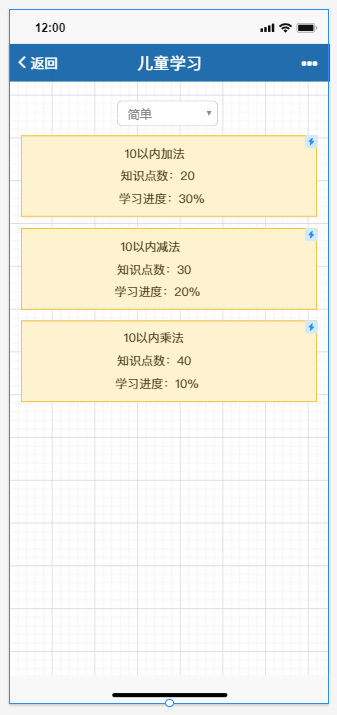 12:00
返回
儿童学习
简单
10以内加法
知识点数：20
学习进度：30%
10以内减法
知识点数：30
学习进度：20%
10以内乘法
知识点数：40
学习进度：10%